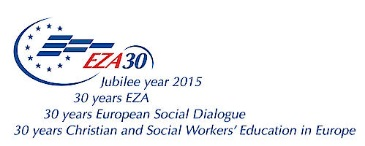 EZA30
Jubilee year 2015
30 years EZA
30 years European Social Dialogue
30 years Christian and Social Workers' Education in Europe